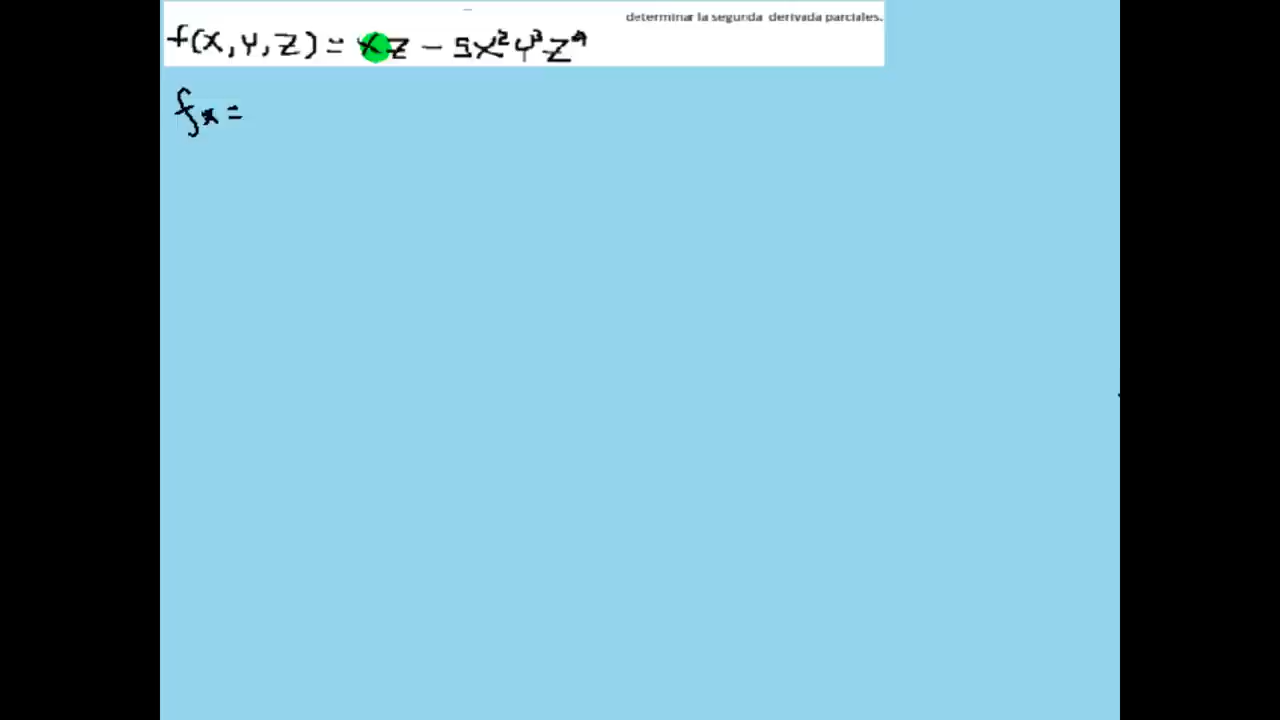 determinar la segunda derivada parciales.
f(x,y,z) = xz - 5x²y³z⁴
fx =